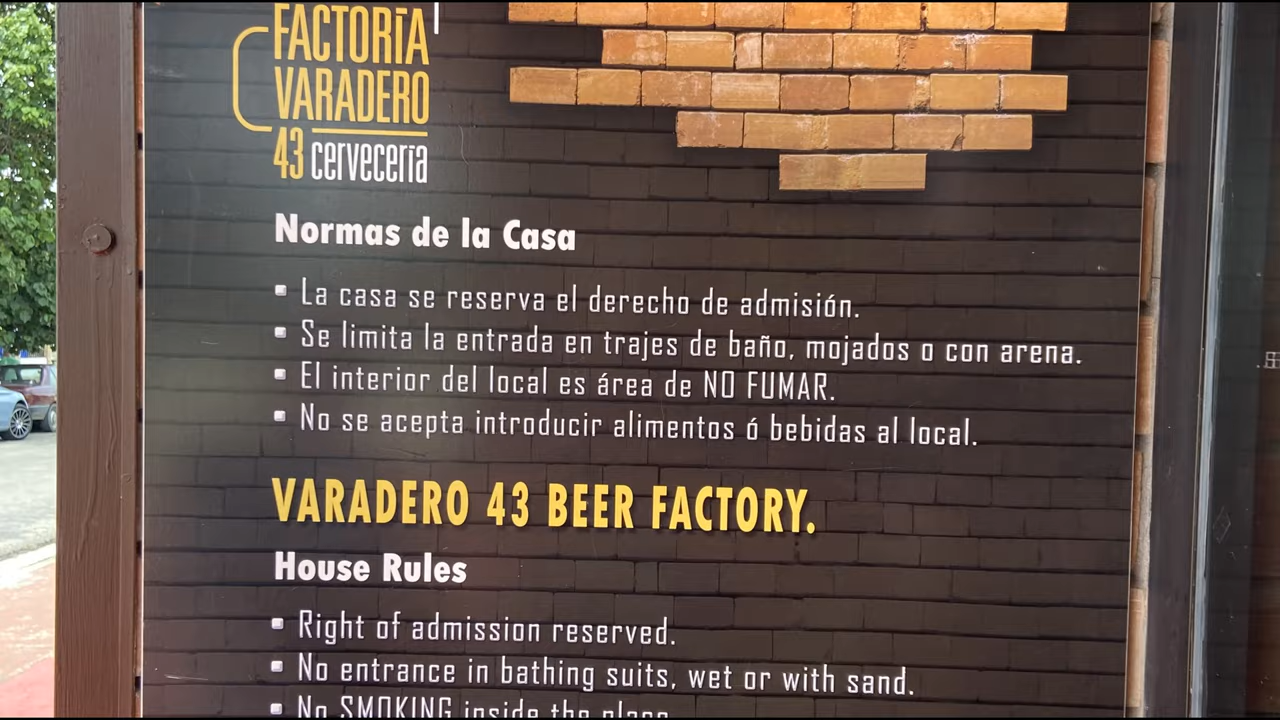 FACTORÍA
VARADERO
43 cervecería
Normas de la Casa
La casa se reserva el derecho de admisión.
Se limita la entrada en trajes de baño, mojados o con arena.
El interior del local es área de NO FUMAR.
No se acepta introducir alimentos ó bebidas al local.
VARADERO 43 BEER FACTORY.
House Rules
Right of admission reserved.
No entrance in bathing suits, wet or with sand.
No SMOKING inside the place